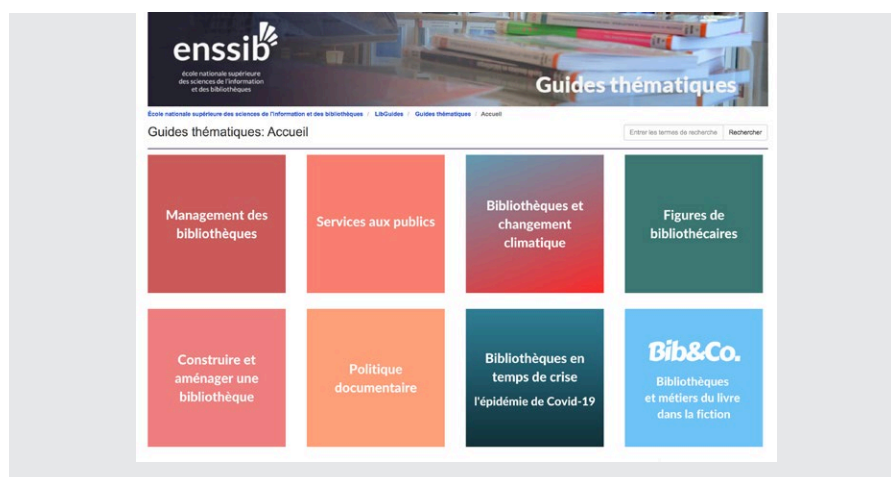 enssib
école nationale supérieure
des sciences de l'information
et des bibliothèques
Guides thématiques
École nationale supérieure des sciences de l'information et des bibliothèques / LibGuides / Guides thématiques / Accueil
Guides thématiques: Accueil
Entrer les termes de recherche Rechercher
Management des
bibliothèques
Services aux publics
Bibliothèques et
changement
climatique
Figures de
bibliothécaires
Construire et
aménager une
bibliothèque
Politique
documentaire
Bibliothèques en
temps de crise
l'épidémie de Covid-19
Bib&Co.
Bibliothèques
et métiers du livre
dans la fiction